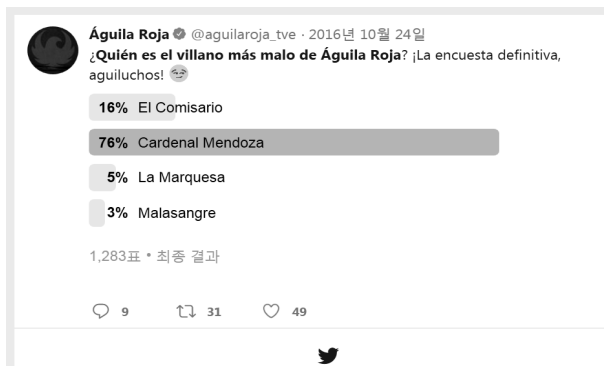 Águila Roja @aguilaroja_tve · 2016년 10월 24일
¿Quién es el villano más malo de Águila Roja? ¡La encuesta definitiva,
aguiluchos! 😏
16% El Comisario
76% Cardenal Mendoza
5% La Marquesa
3% Malasangre
1,283표 • 최종 결과
9 31 49